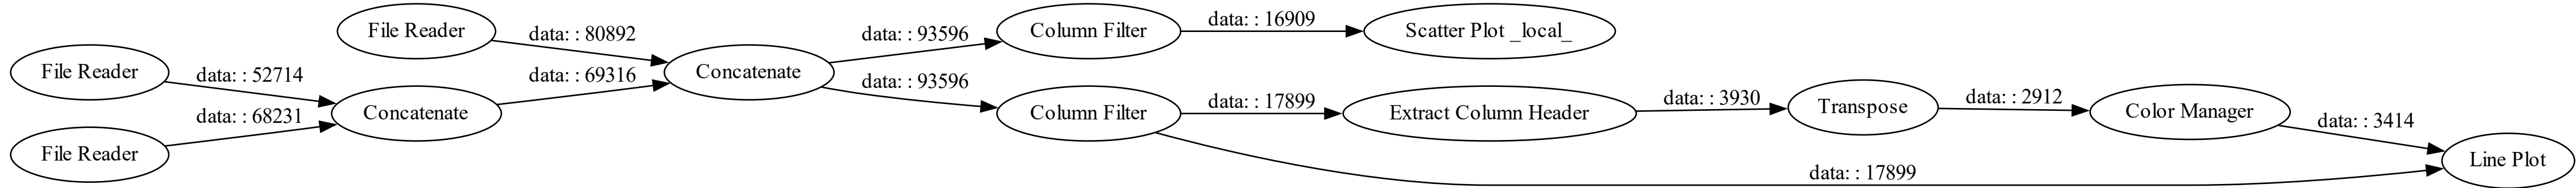 File Reader
data: : 80892
data: : 93596
Column Filter
data: : 16909
Scatter Plot _local_
File Reader
data: : 52714
data: : 69316
Concatenate
data: : 93596
File Reader
data: : 68231
Concatenate
Column Filter
data: : 17899
Extract Column Header
data: : 3930
Transpose
data: : 2912
Color Manager
data: : 3414
data: : 17899
Line Plot